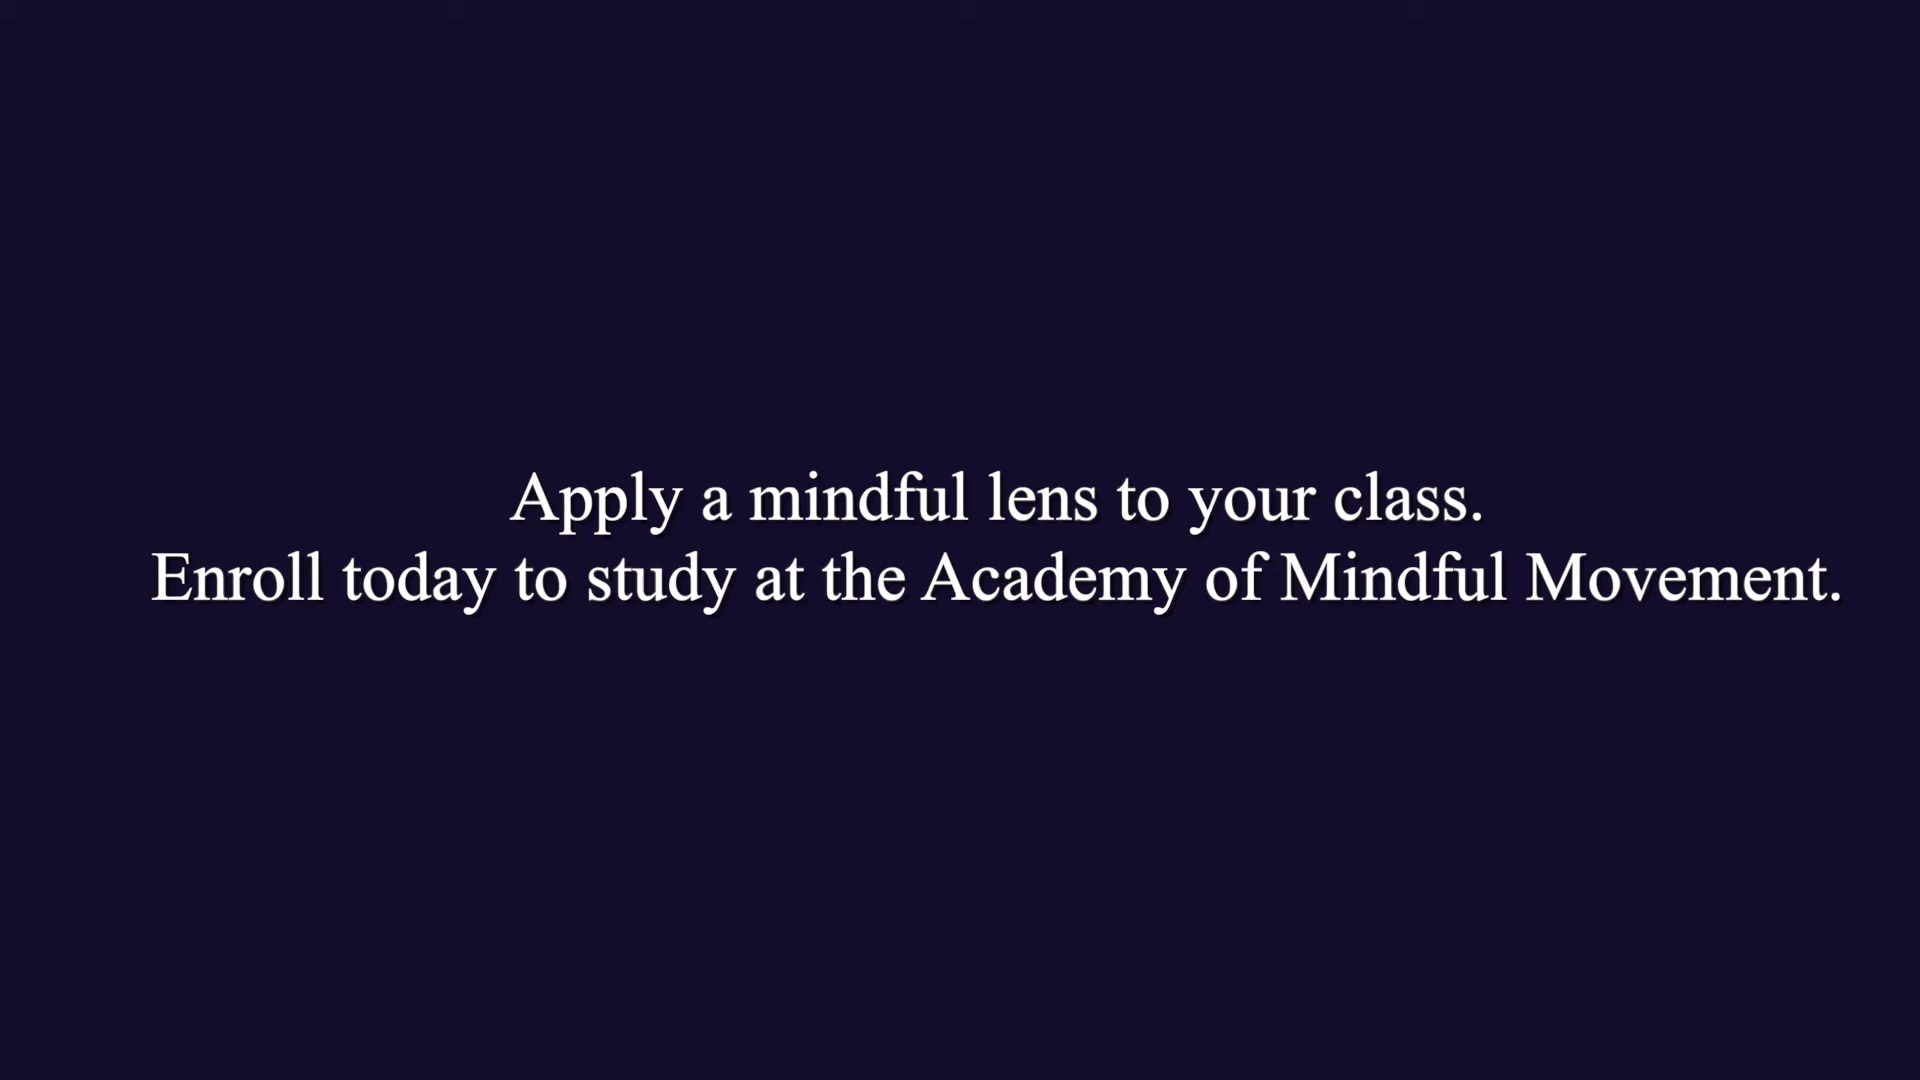 Apply a mindful lens to your class.
Enroll today to study at the Academy of Mindful Movement.